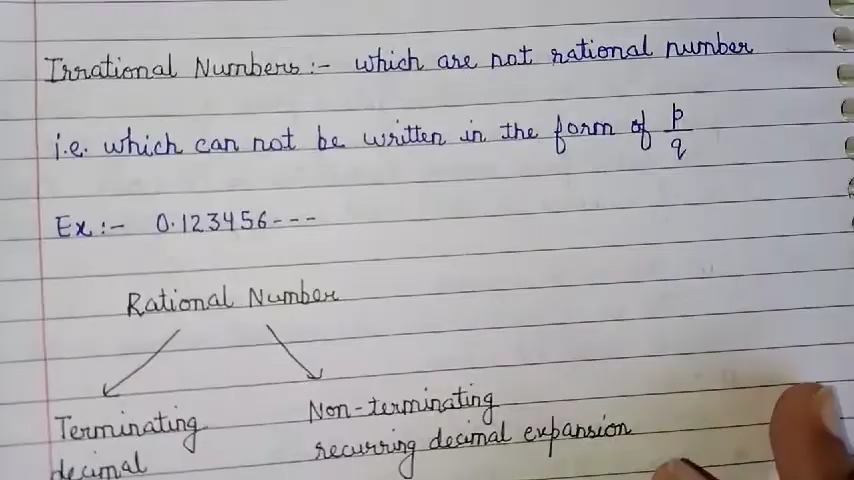 Irrational Numbers:- which are not rational number
i.e. which can not be written in the form of p/q
Ex:- 0.123456---
Rational Number
Terminating
decimal
Non-terminating
recurring decimal expansion